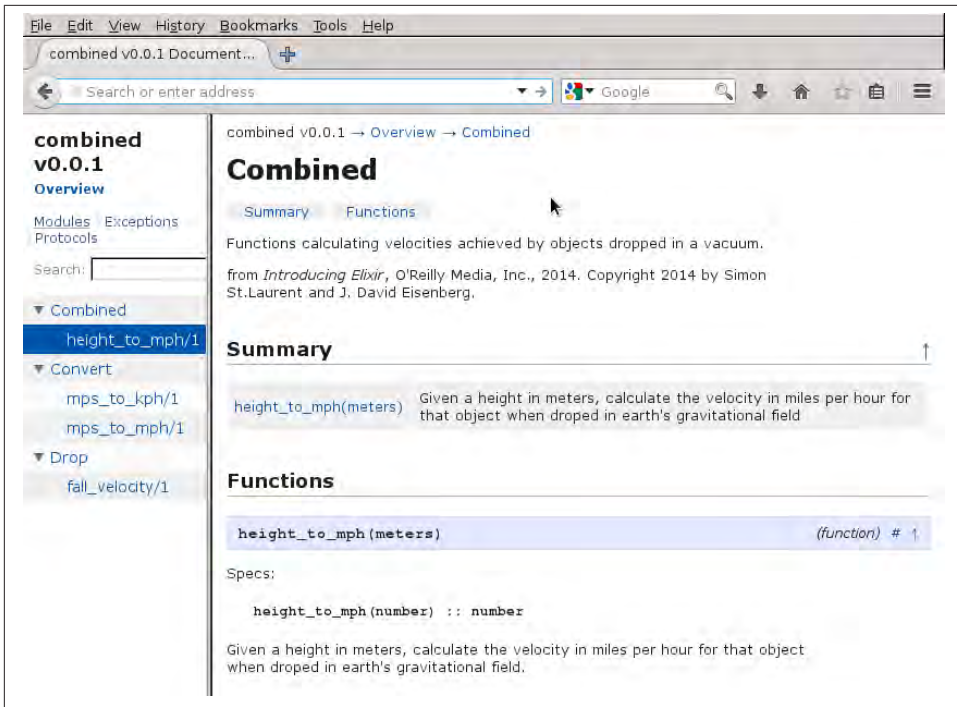 File Edit View History Bookmarks Tools Help
combined v0.0.1 Document...
Search or enter address
Google
combined
v0.0.1
Overview
Modules Exceptions
Protocols
Search:
Combined
height_to_mph/1
Convert
mps_to_kph/1
mps_to_mph/1
Drop
fall_velocity/1
combined v0.0.1 → Overview → Combined
Combined
Summary Functions
Functions calculating velocities achieved by objects dropped in a vacuum.
from Introducing Elixir, O'Reilly Media, Inc., 2014. Copyright 2014 by Simon
St.Laurent and J. David Eisenberg.
Summary ↑
height_to_mph(meters)
Given a height in meters, calculate the velocity in miles per hour for
that object when droped in earth's gravitational field
Functions
height_to_mph(meters) (function) # ↑
Specs:
height_to_mph(number) :: number
Given a height in meters, calculate the velocity in miles per hour for that object
when droped in earth's gravitational field.